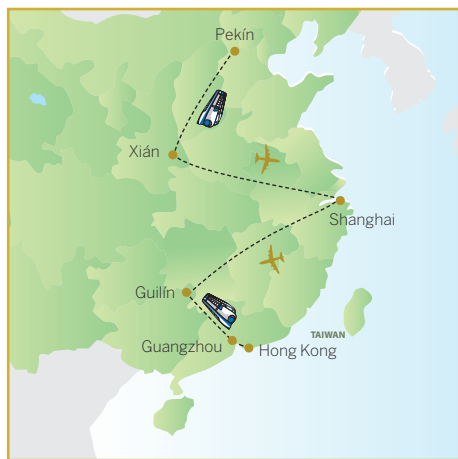 Pekín
Xián
Shanghai
Guilín
TAIWAN
Guangzhou
Hong Kong